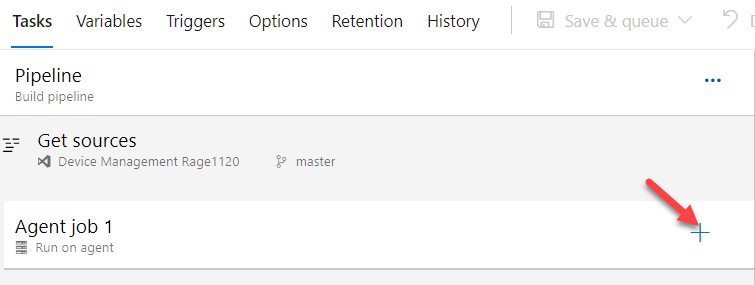 Tasks Variables Triggers Options Retention History Save & queue
Pipeline
Build pipeline
Get sources
Device Management Rage1120 master
Agent job 1
Run on agent